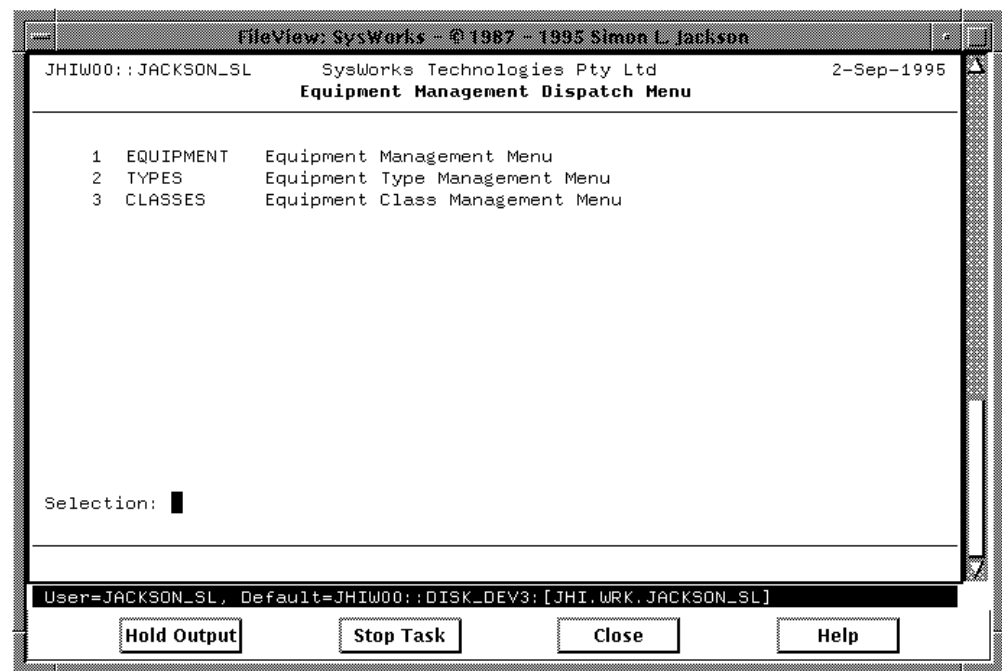 FileView: SysWorks - © 1987 - 1995 Simon L. Jackson
JHIW00::JACKSON_SL SysWorks Technologies Pty Ltd 2-Sep-1995
Equipment Management Dispatch Menu
1 EQUIPMENT Equipment Management Menu
2 TYPES Equipment Type Management Menu
3 CLASSES Equipment Class Management Menu
Selection:
User=JACKSON_SL, Default=JHIW00::DISK_DEV3:[JHI.WRK.JACKSON_SL]
Hold Output Stop Task Close Help